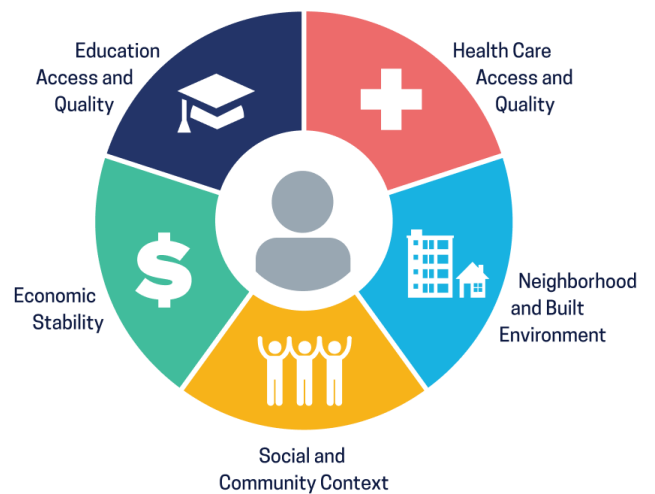 Education
Access and
Quality
Health Care
Access and
Quality
Economic
Stability
Neighborhood
and Built
Environment
Social and
Community Context